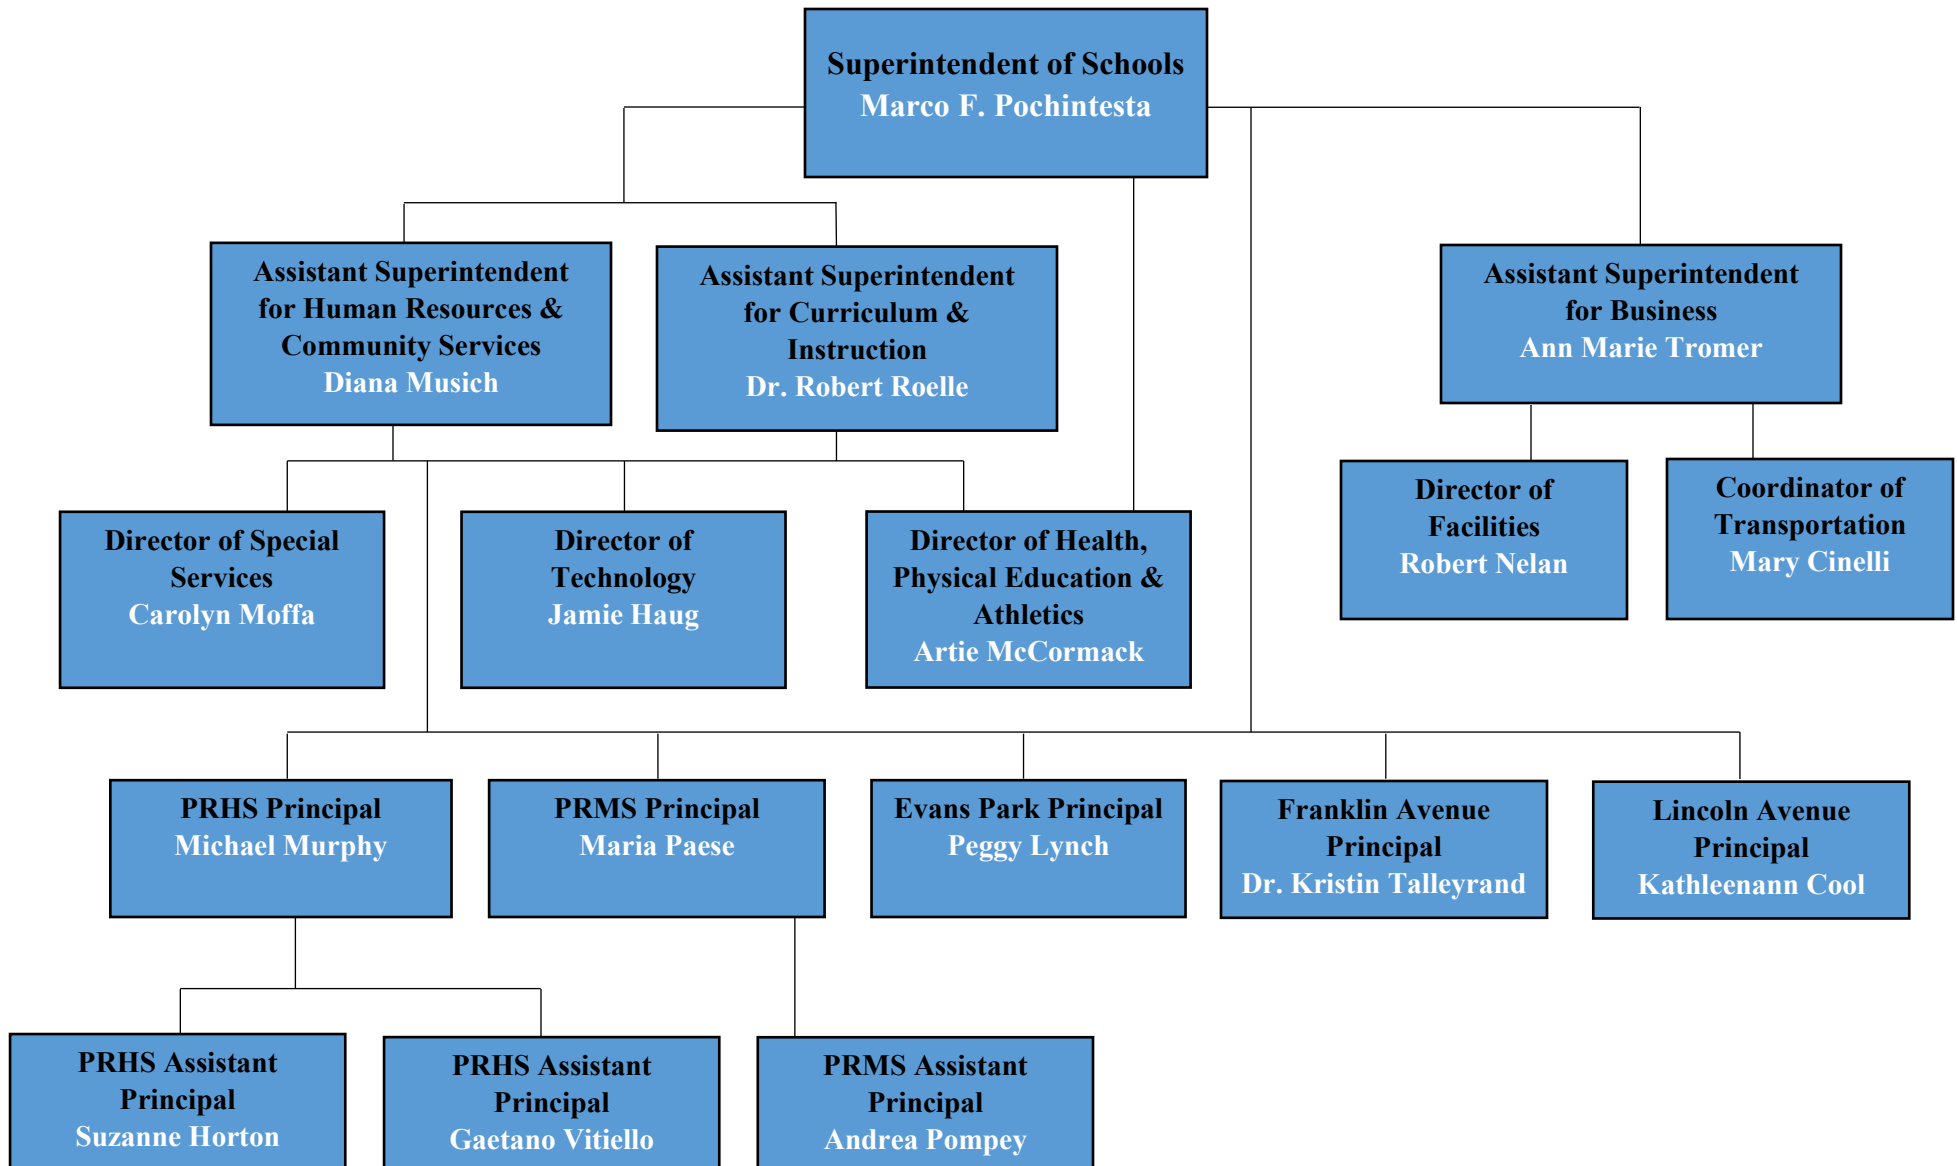 Superintendent of Schools
Marco F. Pochintesta
Assistant Superintendent
for Human Resources &
Community Services
Diana Musich
Assistant Superintendent
for Curriculum &
Instruction
Dr. Robert Roelle
Assistant Superintendent
for Business
Ann Marie Tromer
Director of Special
Services
Carolyn Moffa
Director of
Technology
Jamie Haug
Director of Health,
Physical Education &
Athletics
Artie McCormack
Director of
Facilities
Robert Nelan
Coordinator of
Transportation
Mary Cinelli
PRHS Principal
Michael Murphy
PRMS Principal
Maria Paese
Evans Park Principal
Peggy Lynch
Franklin Avenue
Principal
Dr. Kristin Talleyrand
Lincoln Avenue
Principal
Kathleenann Cool
PRHS Assistant
Principal
Suzanne Horton
PRHS Assistant
Principal
Gaetano Vitiello
PRMS Assistant
Principal
Andrea Pompey